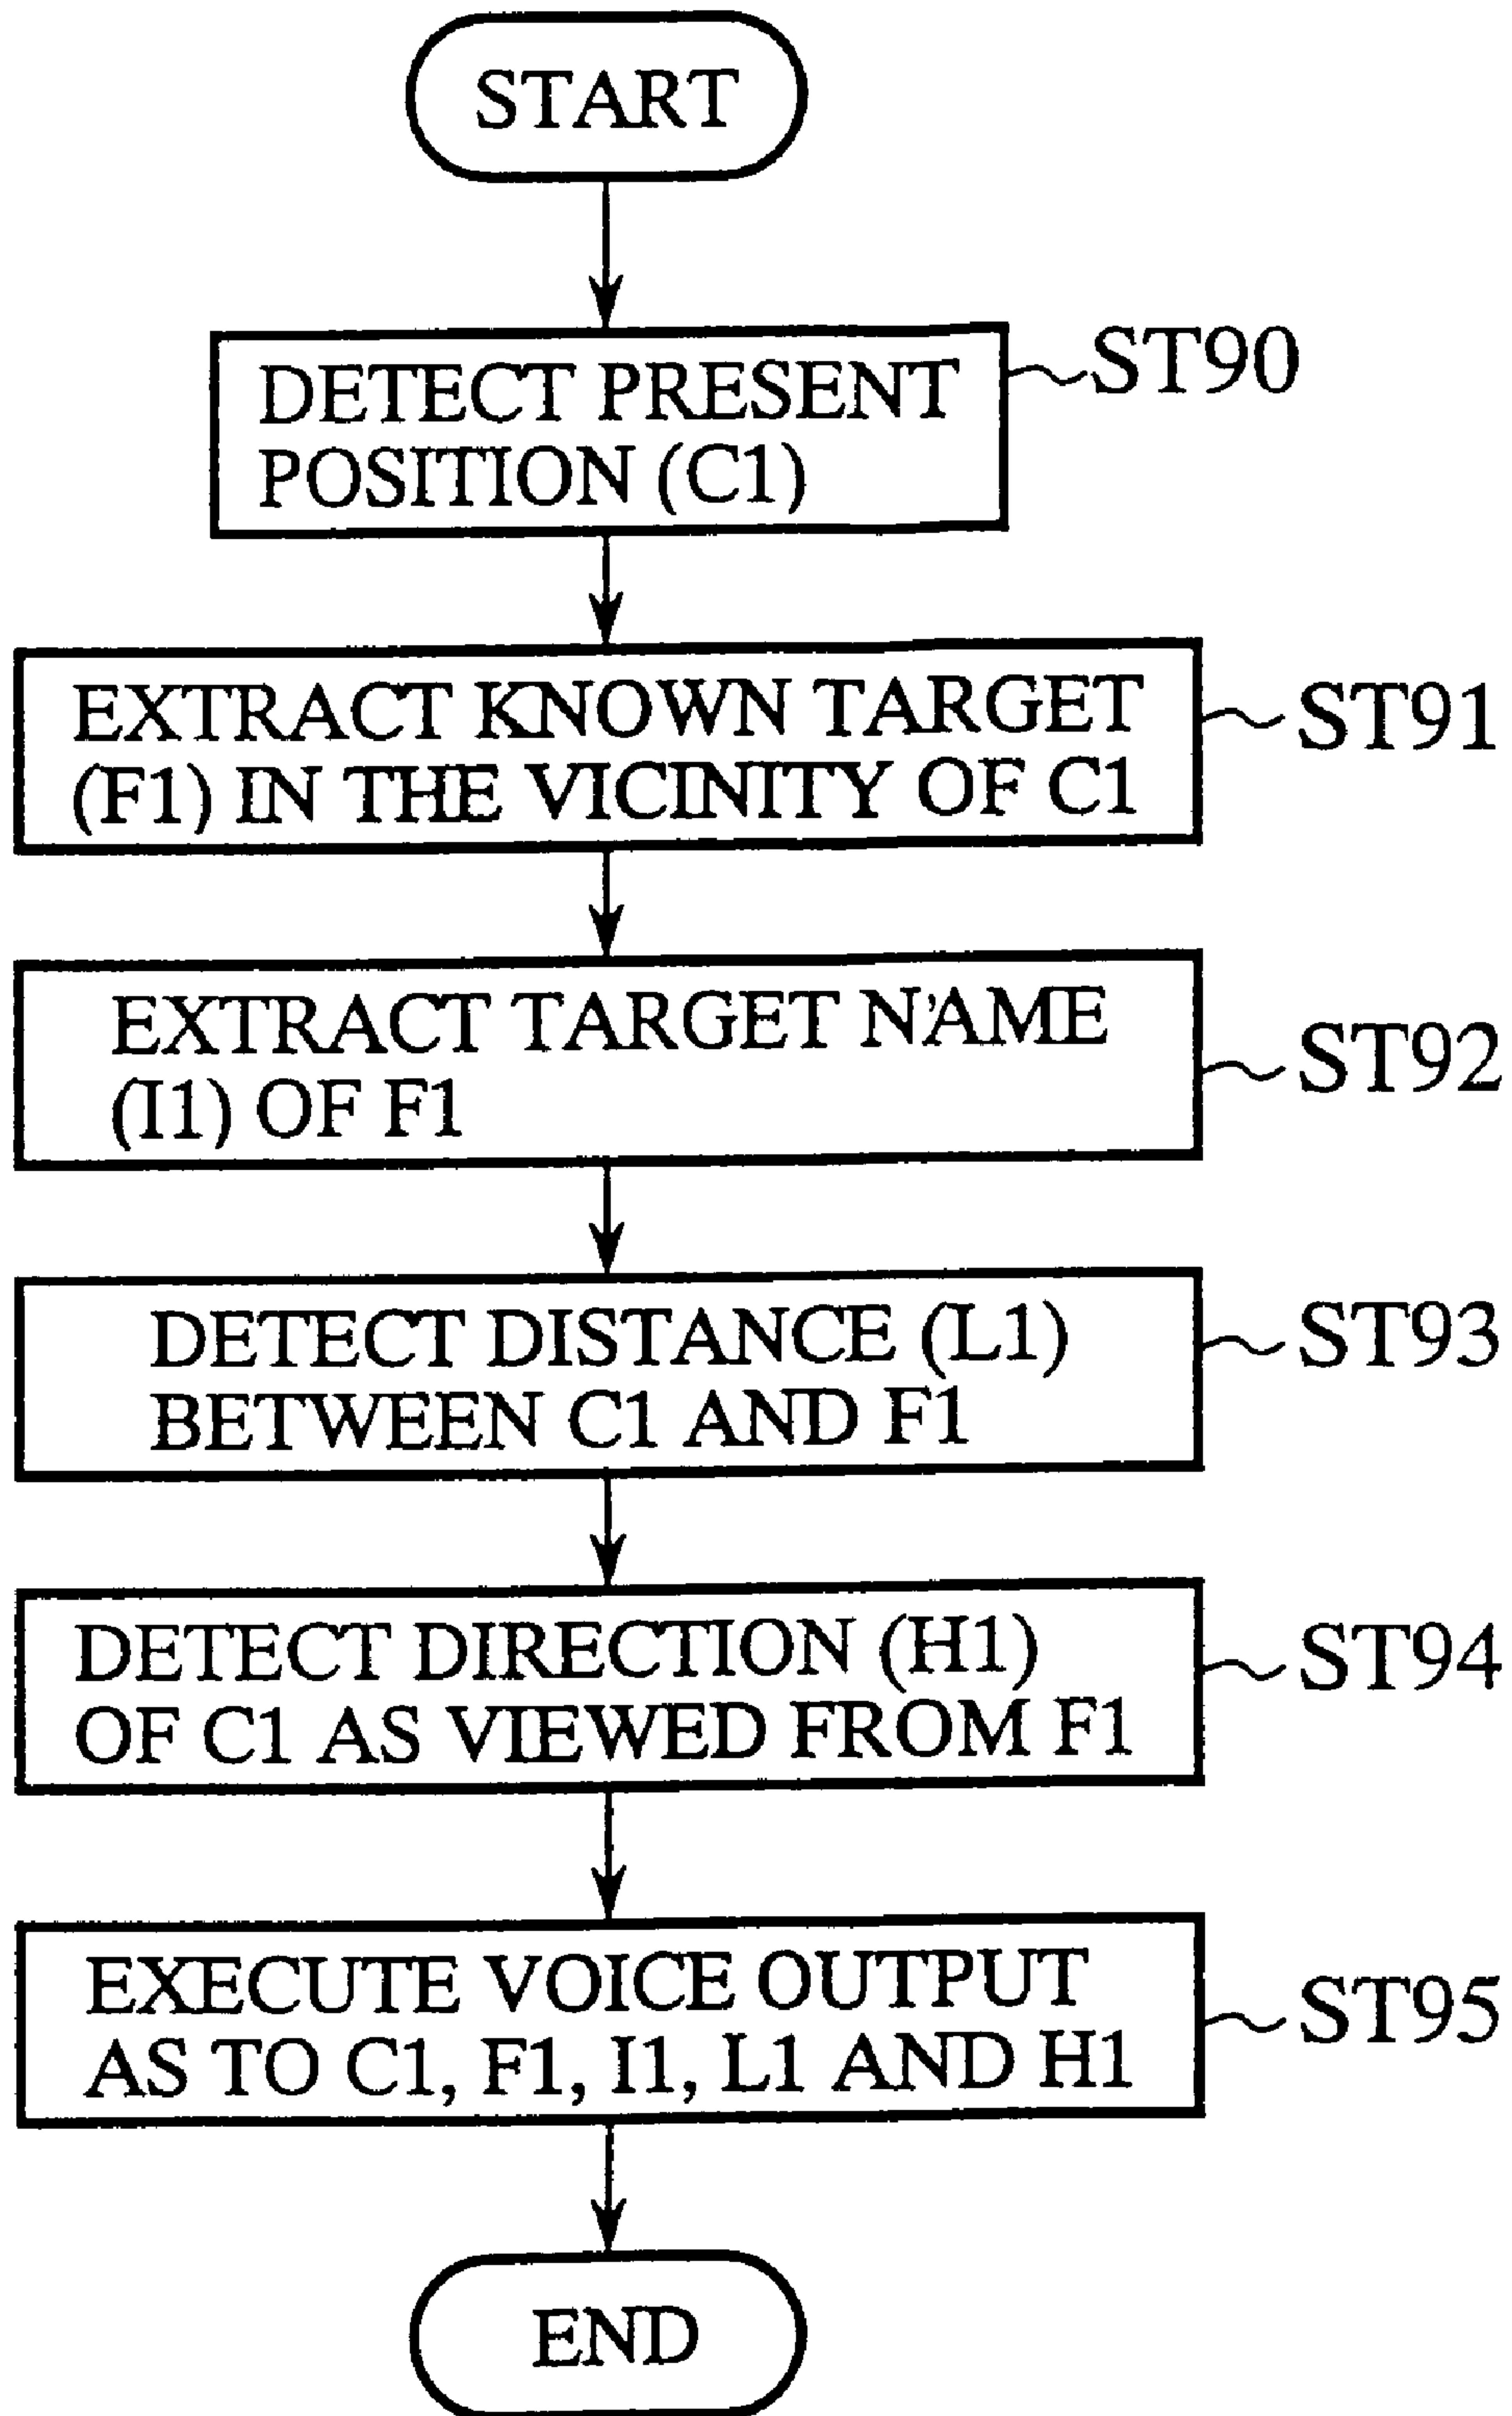 START
DETECT PRESENT
POSITION (C1)
ST90
EXTRACT KNOWN TARGET
(F1) IN THE VICINITY OF C1
ST91
EXTRACT TARGET NAME
(I1) OF F1
ST92
DETECT DISTANCE (L1)
BETWEEN C1 AND F1
ST93
DETECT DIRECTION (H1)
OF C1 AS VIEWED FROM F1
ST94
EXECUTE VOICE OUTPUT
AS TO C1, F1, I1, L1 AND H1
ST95
END